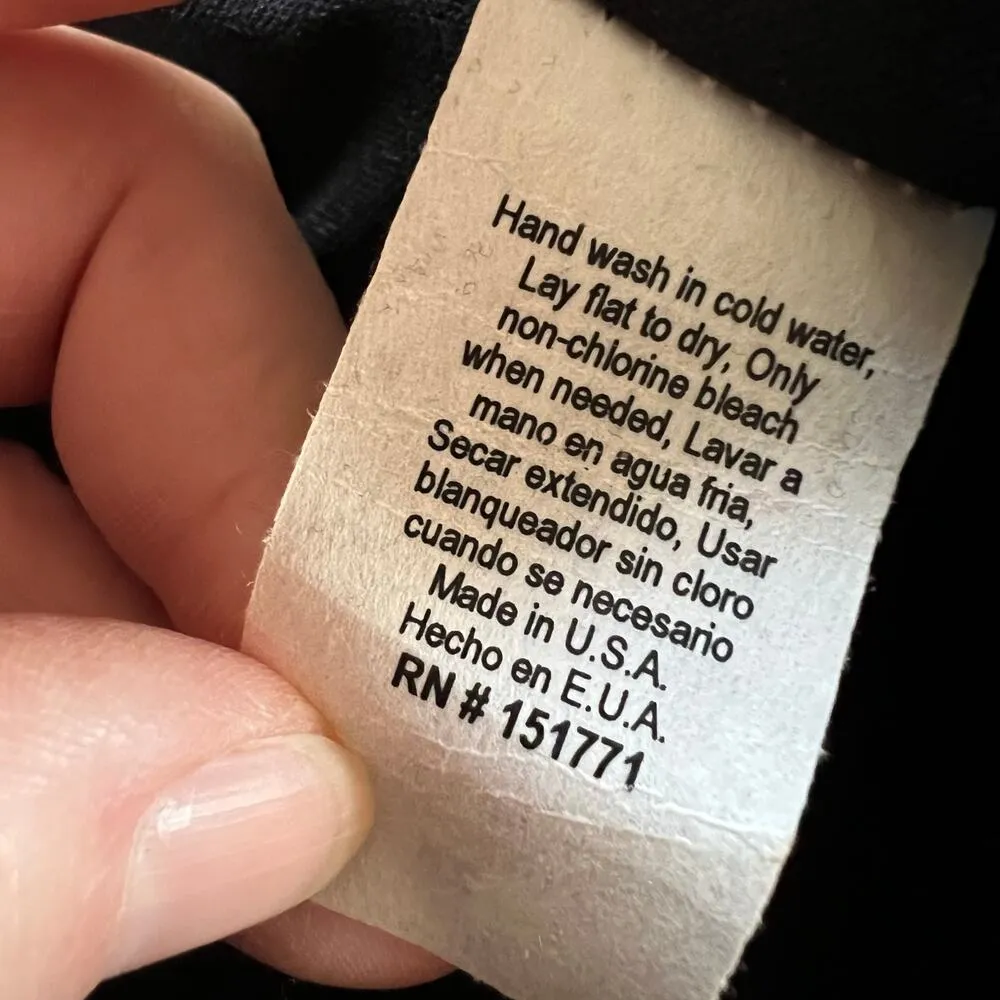 Hand wash in cold water,
Lay flat to dry, Only
non-chlorine bleach
when needed, Lavar a
mano en agua fria,
Secar extendido, Usar
blanqueador sin cloro
cuando se necesario
Made in U.S.A.
Hecho en E.U.A.
RN # 151771